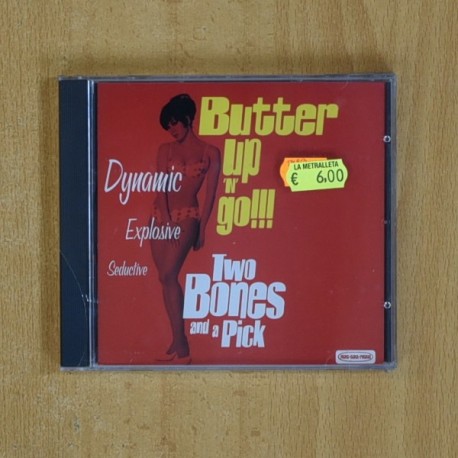 Butter
up
'n'
go!!!
LA METRALLETA
€ 6,00
Dynamic
Explosive
Seductive
Two
Bones
and a Pick